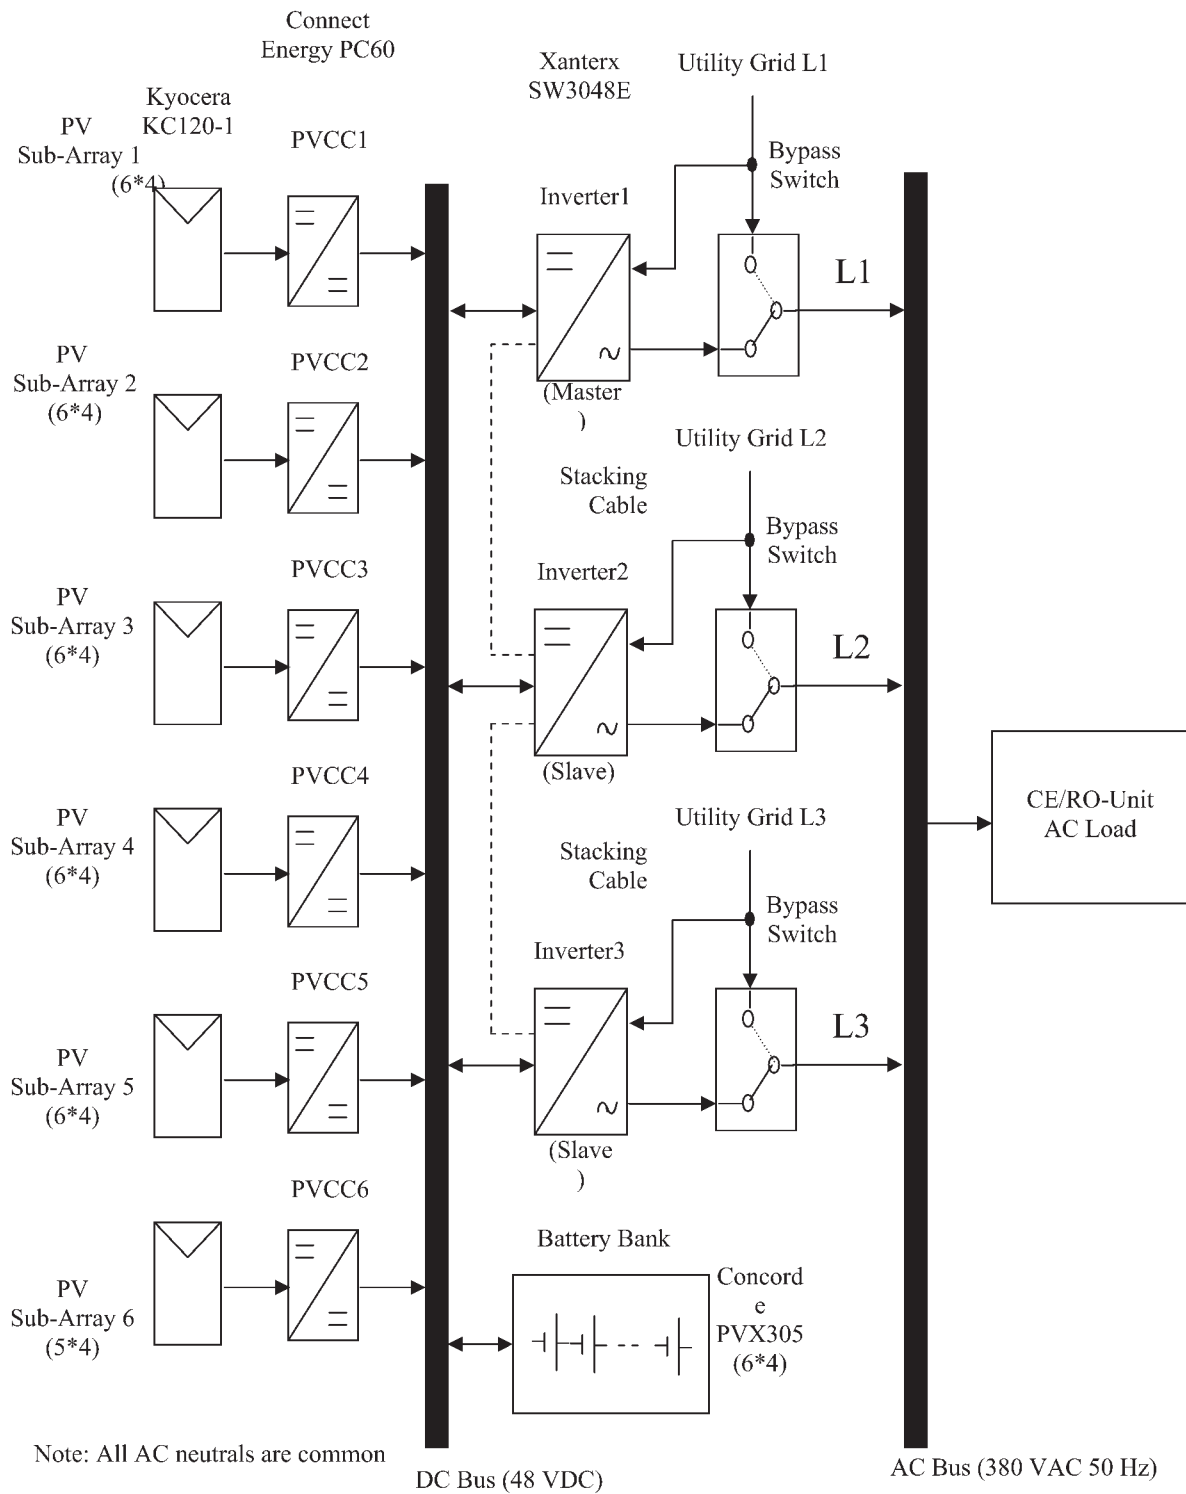 Connect
Energy PC60
Kyocera
KC120-1
Xanterx
SW3048E
Utility Grid L1
PV
Sub-Array 1
(6*4)
PVCC1
Inverter1
Bypass
Switch
L1
(Master
)
PV
Sub-Array 2
(6*4)
PVCC2
Utility Grid L2
Stacking
Cable
Bypass
Switch
PV
Sub-Array 3
(6*4)
PVCC3
Inverter2
L2
(Slave)
PV
Sub-Array 4
(6*4)
PVCC4
Utility Grid L3
Stacking
Cable
Bypass
Switch
CE/RO-Unit
AC Load
PV
Sub-Array 5
(6*4)
PVCC5
Inverter3
L3
(Slave
)
PV
Sub-Array 6
(5*4)
PVCC6
Battery Bank
Concord
e
PVX305
(6*4)
Note: All AC neutrals are common
DC Bus (48 VDC)
AC Bus (380 VAC 50 Hz)